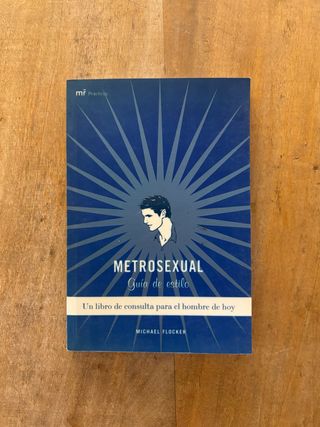 mr Prácticos
METROSEXUAL
Guía de estilo
Un libro de consulta para el hombre de hoy
MICHAEL FLOCKER